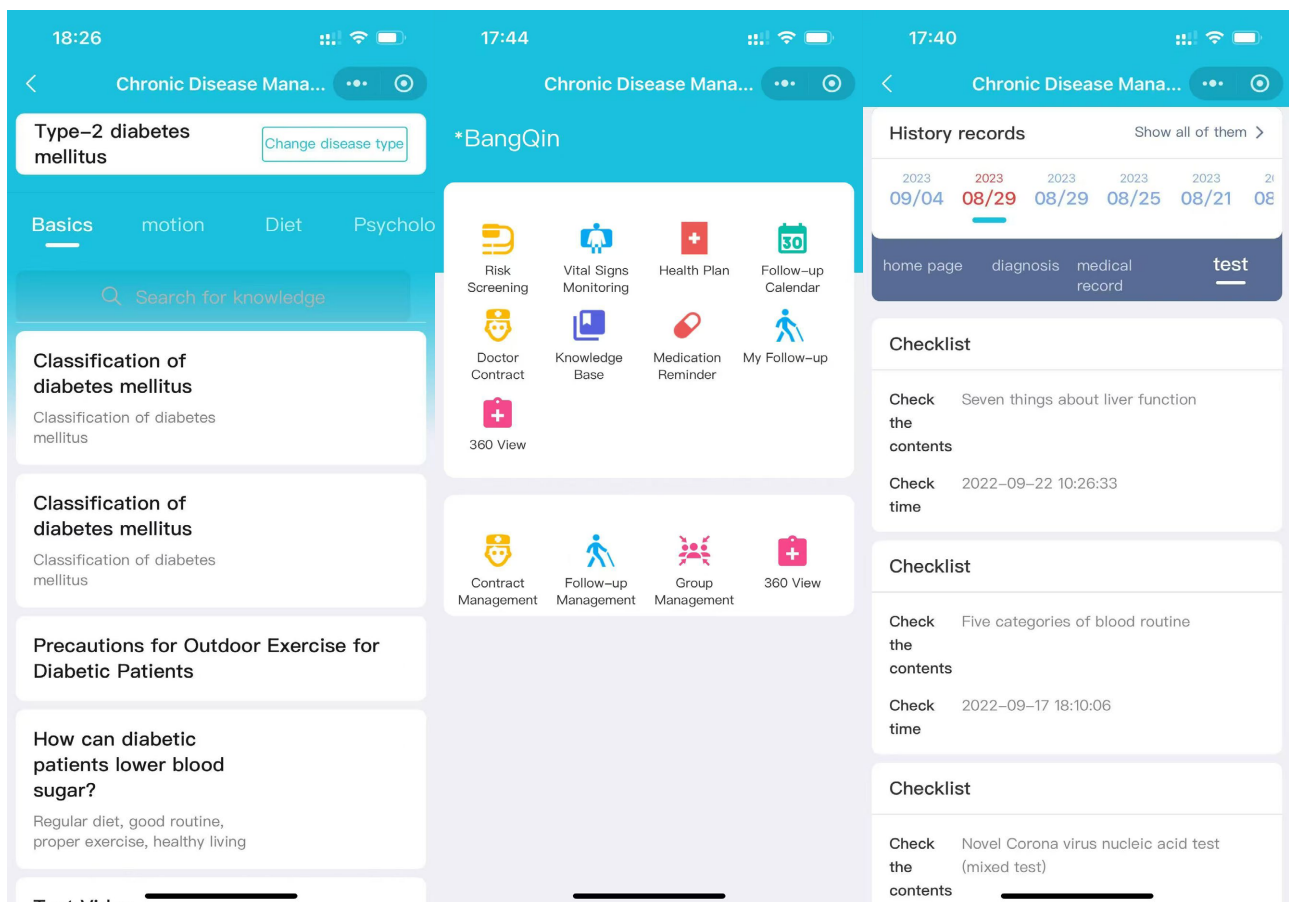 18:26
Chronic Disease Mana...
Type-2 diabetes
mellitus
Change disease type
Basics
motion
Diet
Psycholo
Search for knowledge
Classification of
diabetes mellitus
Classification of diabetes
mellitus
Classification of
diabetes mellitus
Classification of diabetes
mellitus
Precautions for Outdoor Exercise for
Diabetic Patients
How can diabetic
patients lower blood
sugar?
Regular diet, good routine,
proper exercise, healthy living
17:44
Chronic Disease Mana...
*BangQin
Risk
Screening
Vital Signs
Monitoring
Health Plan
30
Follow-up
Calendar
Doctor
Contract
Knowledge
Base
Medication
Reminder
My Follow-up
360 View
Contract
Management
Follow-up
Management
Group
Management
360 View
17:40
Chronic Disease Mana...
History records
Show all of them
2023
09/04
2023
08/29
2023
08/29
2023
08/25
2023
08/21
home page
diagnosis
medical
record
test
Checklist
Check
the
contents
Seven things about liver function
Check
time
2022-09-22 10:26:33
Checklist
Check
the
contents
Five categories of blood routine
Check
time
2022-09-17 18:10:06
Checklist
Check
the
contents
Novel Corona virus nucleic acid test
(mixed test)